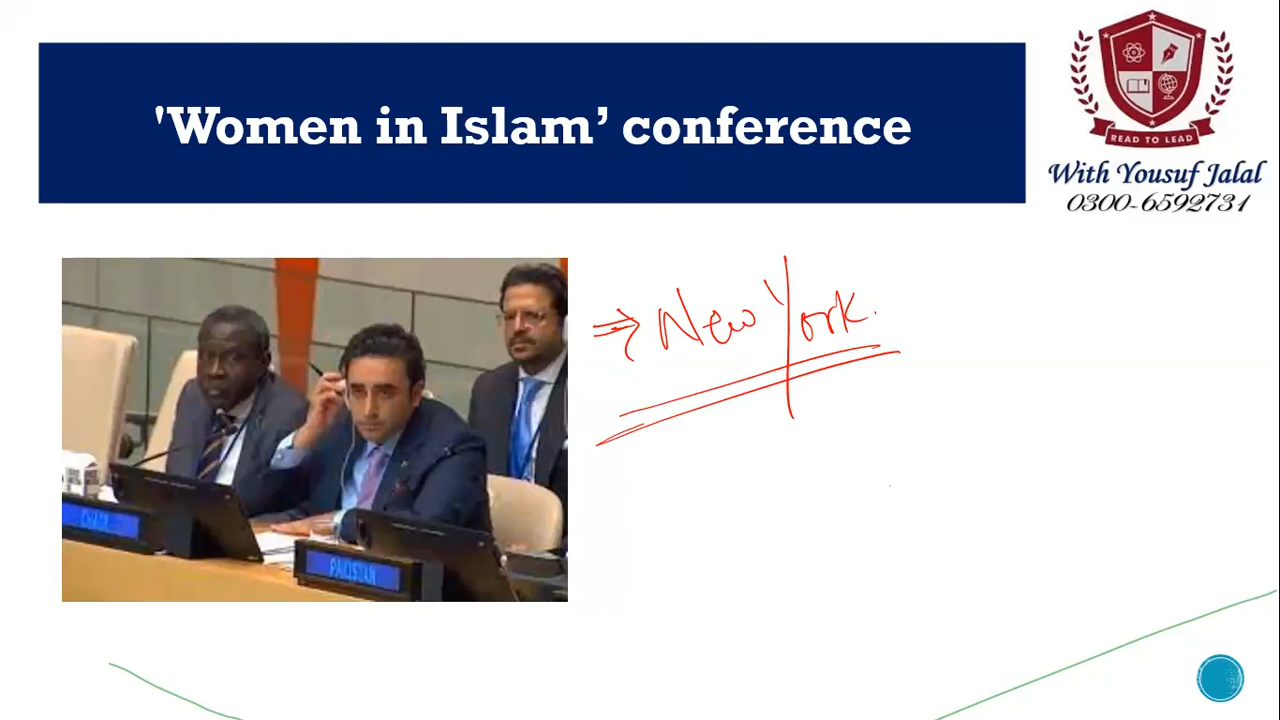 'Women in Islam’ conference
READ TO LEAD
With Yousuf Jalal
0300-6592731
⇒ New York.
PAKISTAN